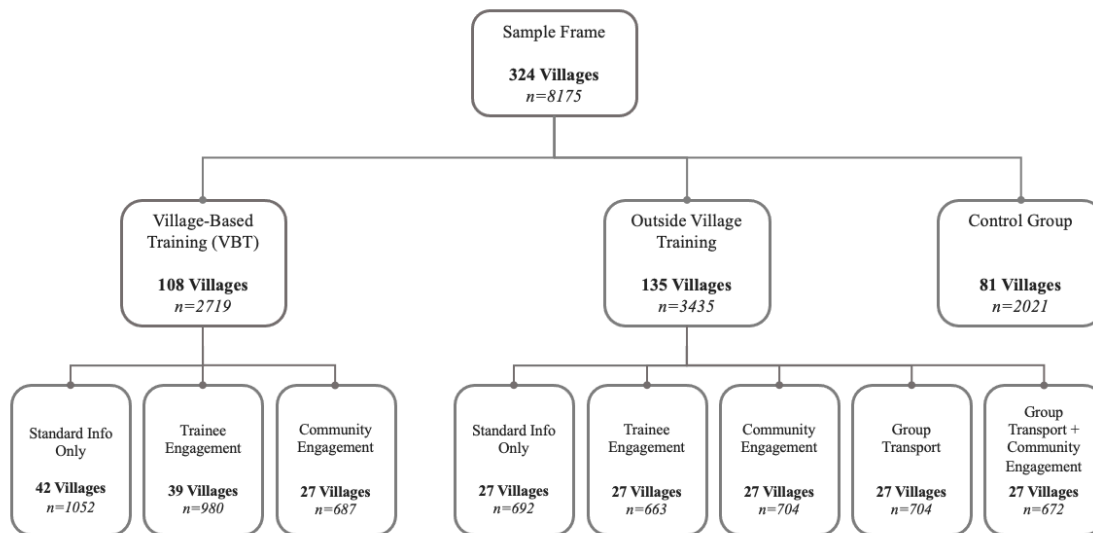 Sample Frame
324 Villages
n=8175
Village-Based
Training (VBT)
108 Villages
n=2719
Outside Village
Training
135 Villages
n=3435
Control Group
81 Villages
n=2021
Standard Info
Only
42 Villages
n=1052
Trainee
Engagement
39 Villages
n=980
Community
Engagement
27 Villages
n=687
Standard Info
Only
27 Villages
n=692
Trainee
Engagement
27 Villages
n=663
Community
Engagement
27 Villages
n=704
Group
Transport
27 Villages
n=704
Group
Transport +
Community
Engagement
27 Villages
n=672